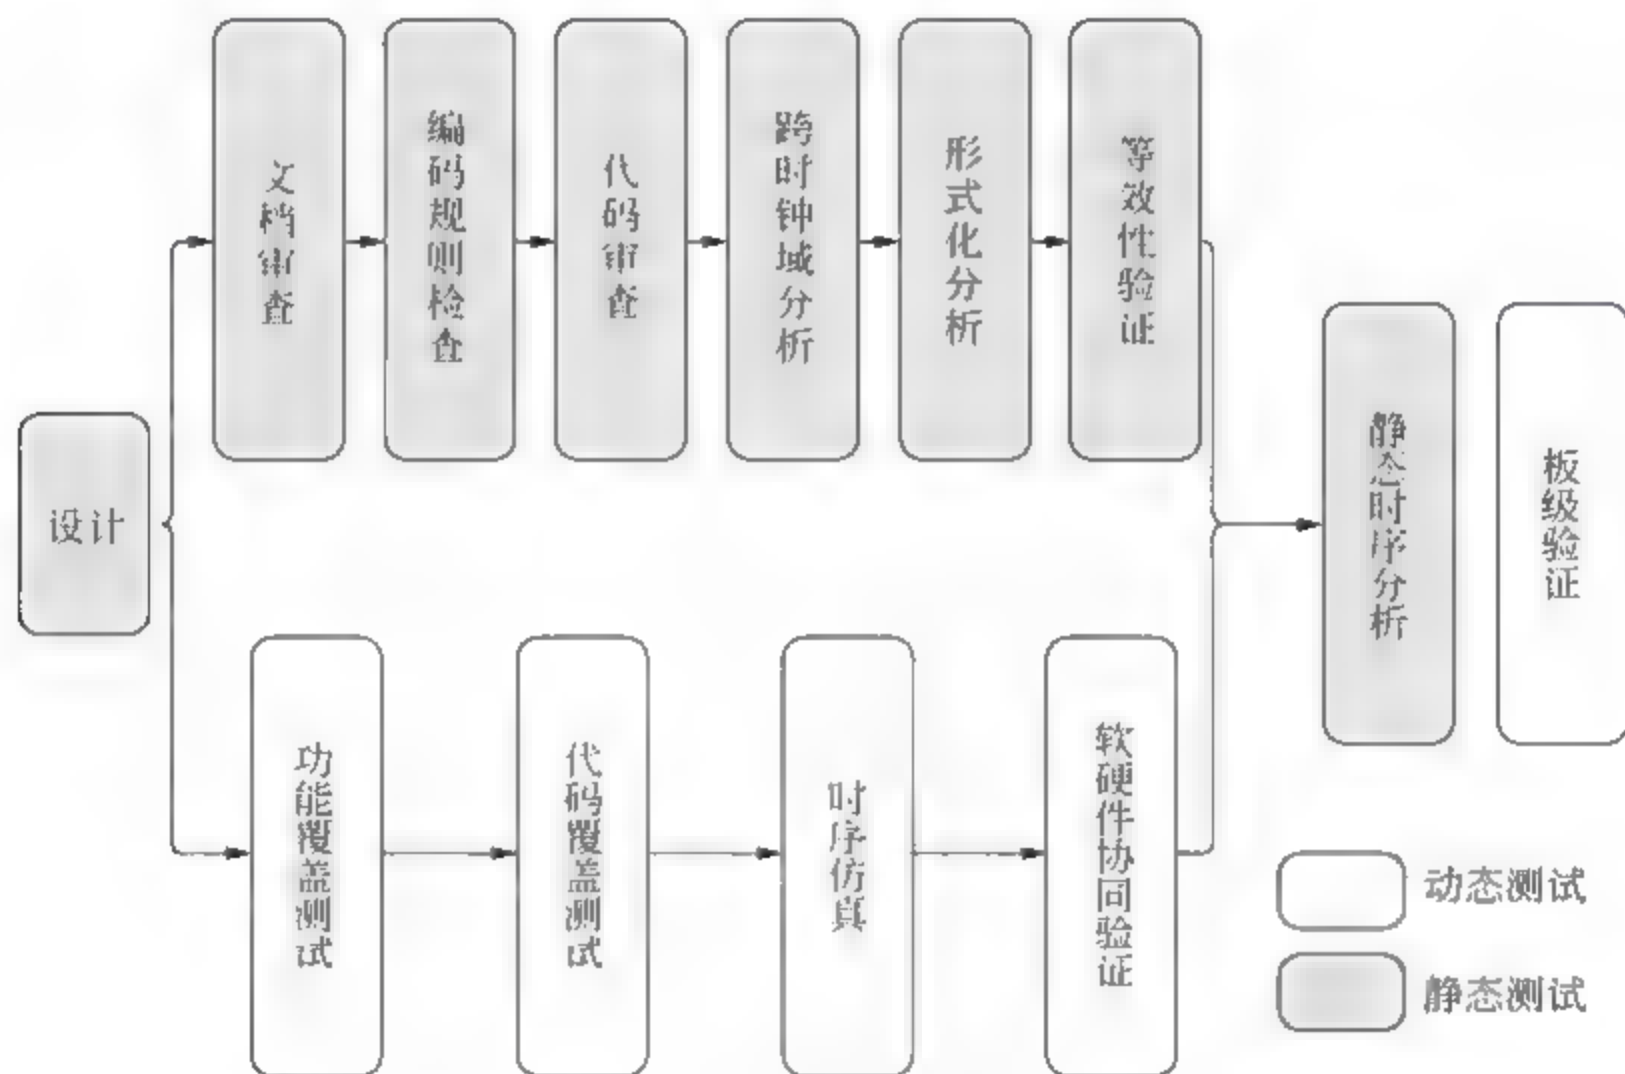 文档审查
编码规则检查
代码审查
跨时钟域分析
形式化分析
等效性验证
设计
静态时序分析
板级验证
功能覆盖测试
代码覆盖测试
时序仿真
软硬件协同验证
动态测试
静态测试